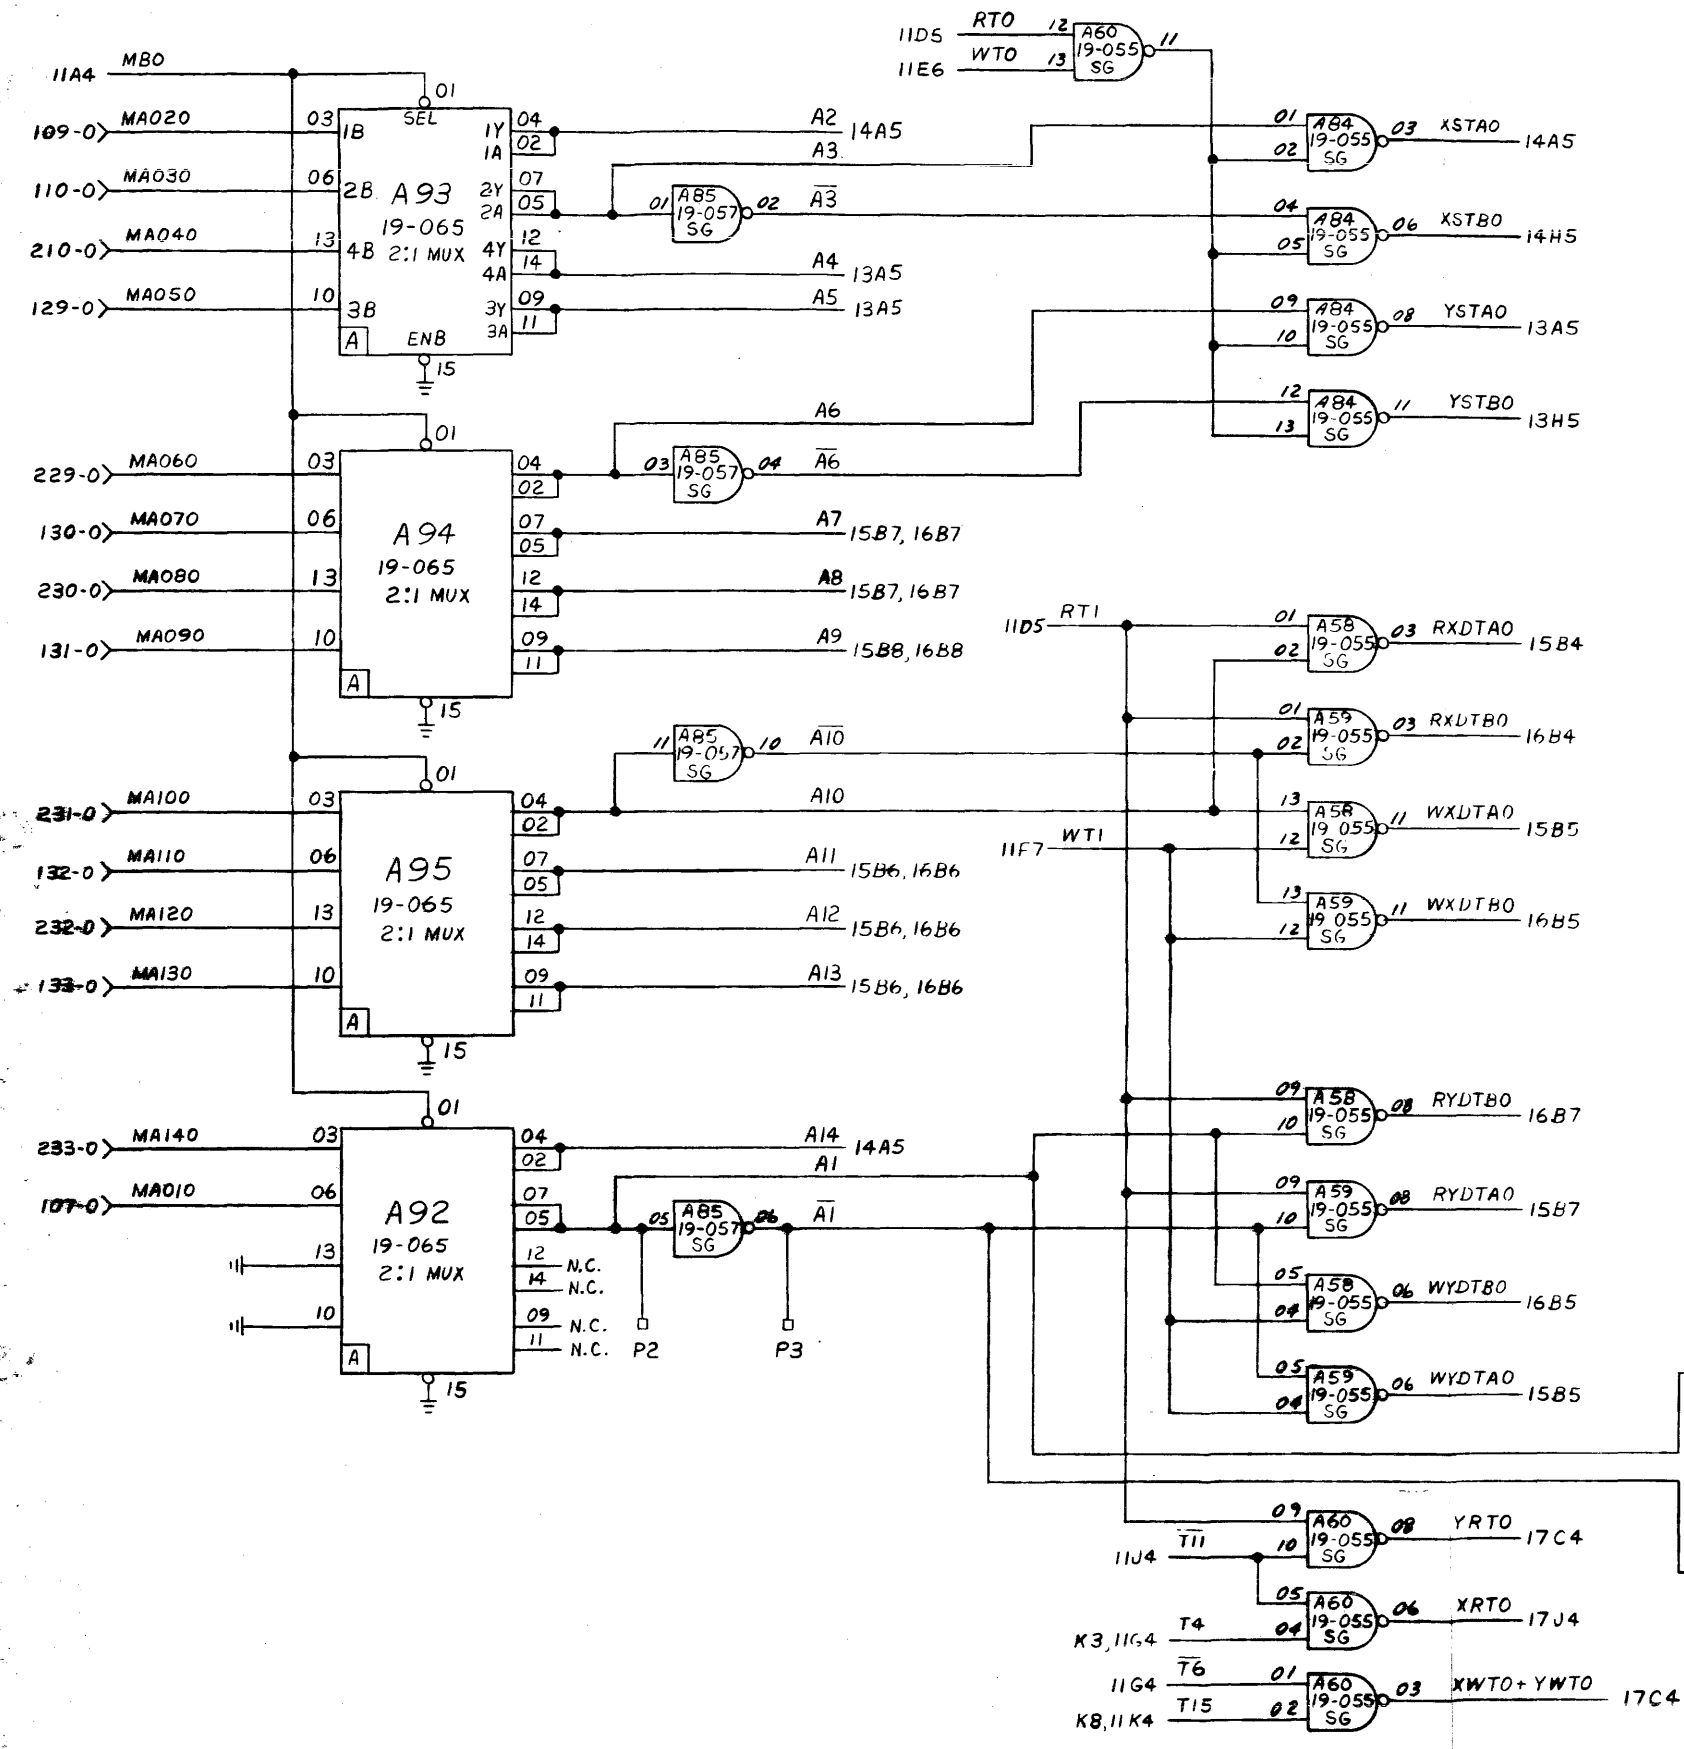 11D5 RT0 12 A60 11
19-055
11E6 WT0 13 SG
11A4 MB0
01
SEL
109-0 MA020 03 1B 1Y 04 A2 14A5
1A 02 A3
110-0 MA030 06 2B A93 2Y 07
2A 05 01 A85 02 A3
19-057
SG
19-065
210-0 MA040 13 4B 2:1 MUX 4Y 12
4A 14 A4 13A5
129-0 MA050 10 3B 3Y 09 A5 13A5
3A 11
A ENB
15
01 A84 03 XSTA0 14A5
02 19-055
SG
04 A84 06 XSTB0 14H5
05 19-055
SG
09 A84 08 YSTA0 13A5
10 19-055
SG
12 A84 11 YSTB0 13H5
13 19-055
SG
01
A6
229-0 MA060 03 04 03 A85 04 A6
02 19-057
SG
130-0 MA070 06 A94 07 A7 15B7, 16B7
05
19-065
230-0 MA080 13 2:1 MUX 12 A8 15B7, 16B7
14
131-0 MA090 10 09 A9 15B8, 16B8
11
A
15
11D5 RT1 01 A58 03 RXDTA0 15B4
02 19-055
SG
01 A59 03 RXDTB0 16B4
02 19-055
SG
11 A85 10 A10
19-057
SG
01
231-0 MA100 03 04 A10 13 A58 11 WXDTA0 15B5
02 19 055
11F7 WT1 12 SG
132-0 MA110 06 A95 07 A11 15B6, 16B6
05
19-065
13 A59 11 WXDTB0 16B5
12 19 055
SG
232-0 MA120 13 2:1 MUX 12 A12 15B6, 16B6
14
133-0 MA130 10 09 A13 15B6, 16B6
11
A
15
01
233-0 MA140 03 04 A14 14A5
02 A1
107-0 MA010 06 A92 07
05 05 A85 06 A1
19-057
SG
19-065
13 2:1 MUX 12 N.C.
14 N.C.
10 09 N.C.
11 N.C. P2 P3
A
15
09 A58 08 RYDTB0 16B7
10 19-055
SG
09 A59 08 RYDTA0 15B7
10 19-055
SG
05 A58 06 WYDTB0 16B5
04 19-055
SG
05 A59 06 WYDTA0 15B5
04 19-055
SG
09 A60 08 YRT0 17C4
11J4 T11 10 19-055
SG
05 A60 06 XRT0 17J4
K3,11G4 T4 04 19-055
SG
11G4 T6 01 A60 03 XWT0+YWT0 17C4
K8,11K4 T15 02 19-055
SG